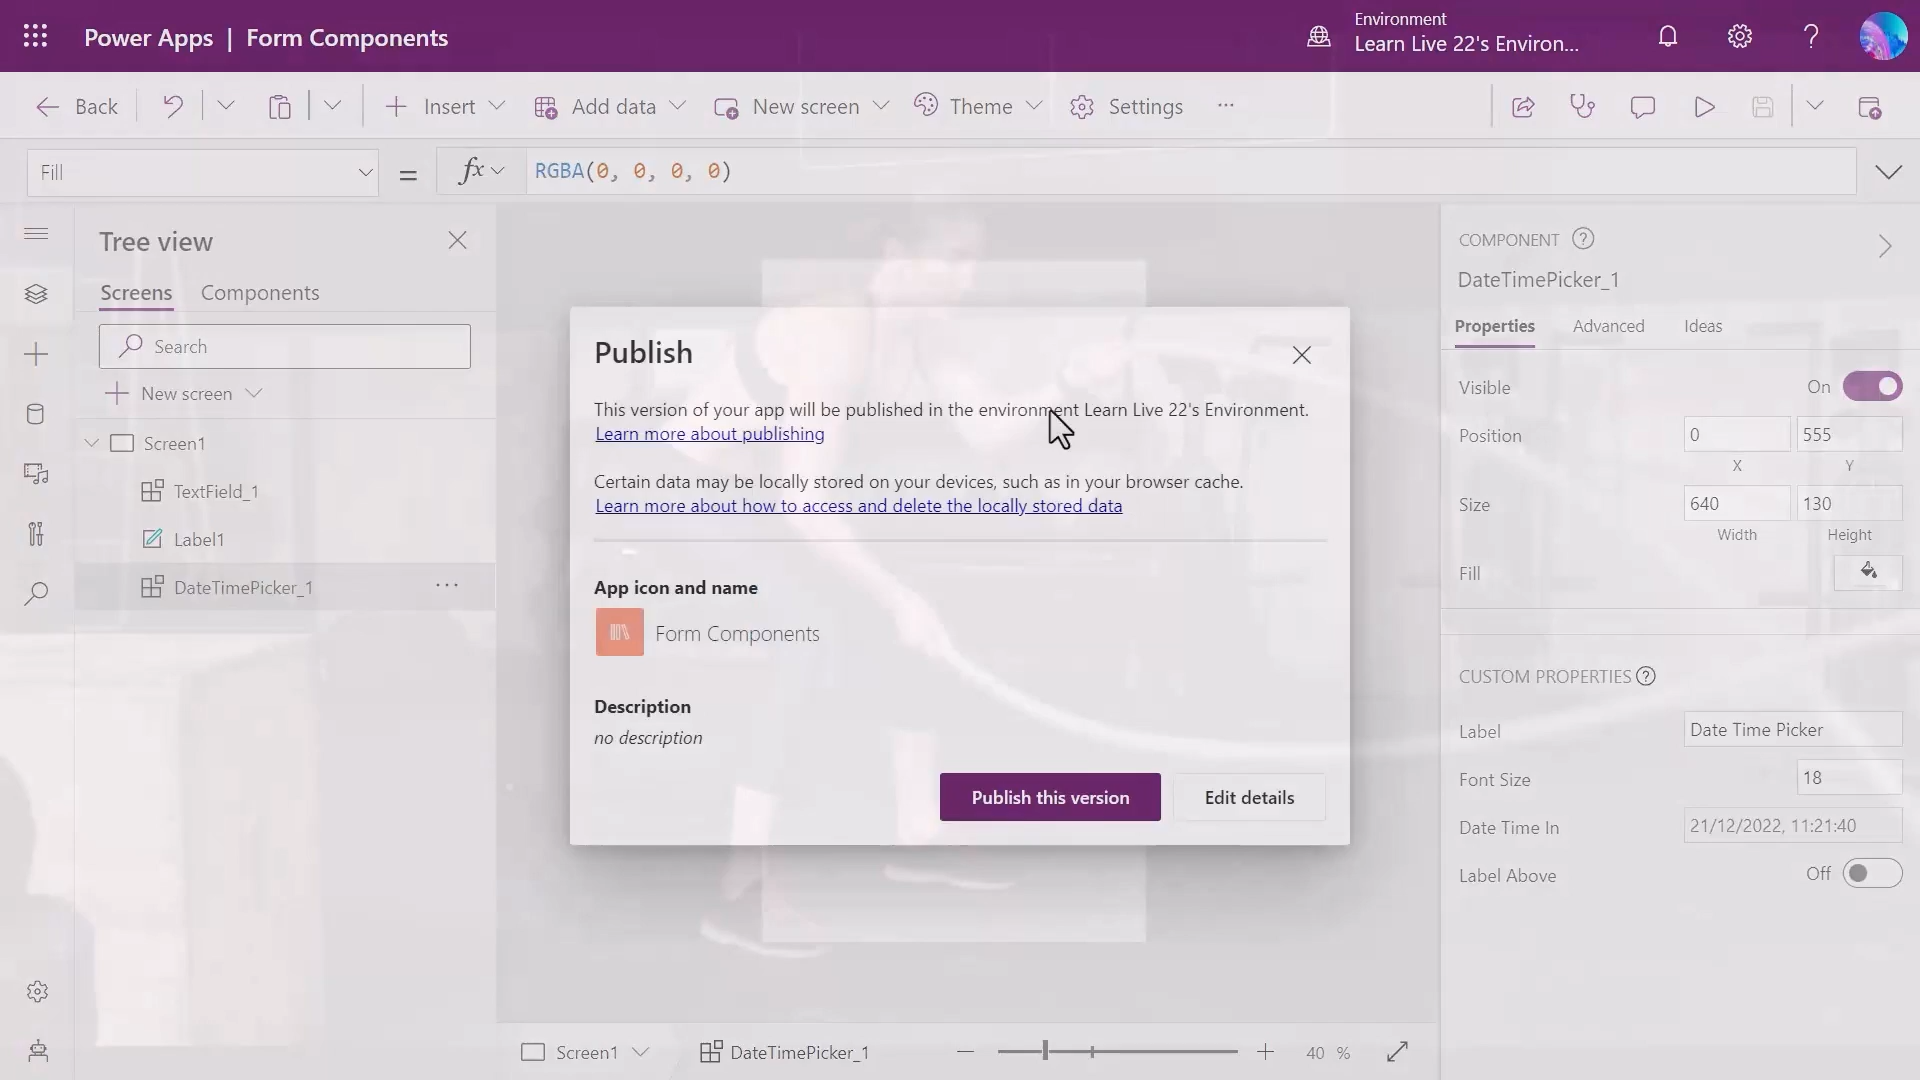 Power Apps | Form Components
Environment
Learn Live 22's Environ...
Back
Insert
Add data
New screen
Theme
Settings
Fill
=
fx
RGBA(0, 0, 0, 0)
Tree view
Screens
Components
Search
New screen
Screen1
TextField_1
Label1
DateTimePicker_1
Publish
This version of your app will be published in the environment Learn Live 22's Environment.
Learn more about publishing
Certain data may be locally stored on your devices, such as in your browser cache.
Learn more about how to access and delete the locally stored data
App icon and name
Form Components
Description
no description
Publish this version
Edit details
COMPONENT
DateTimePicker_1
Properties
Advanced
Ideas
Visible
On
Position
0
555
X
Y
Size
640
130
Width
Height
Fill
CUSTOM PROPERTIES
Label
Date Time Picker
Font Size
18
Date Time In
21/12/2022, 11:21:40
Label Above
Off
Screen1
DateTimePicker_1
40 %